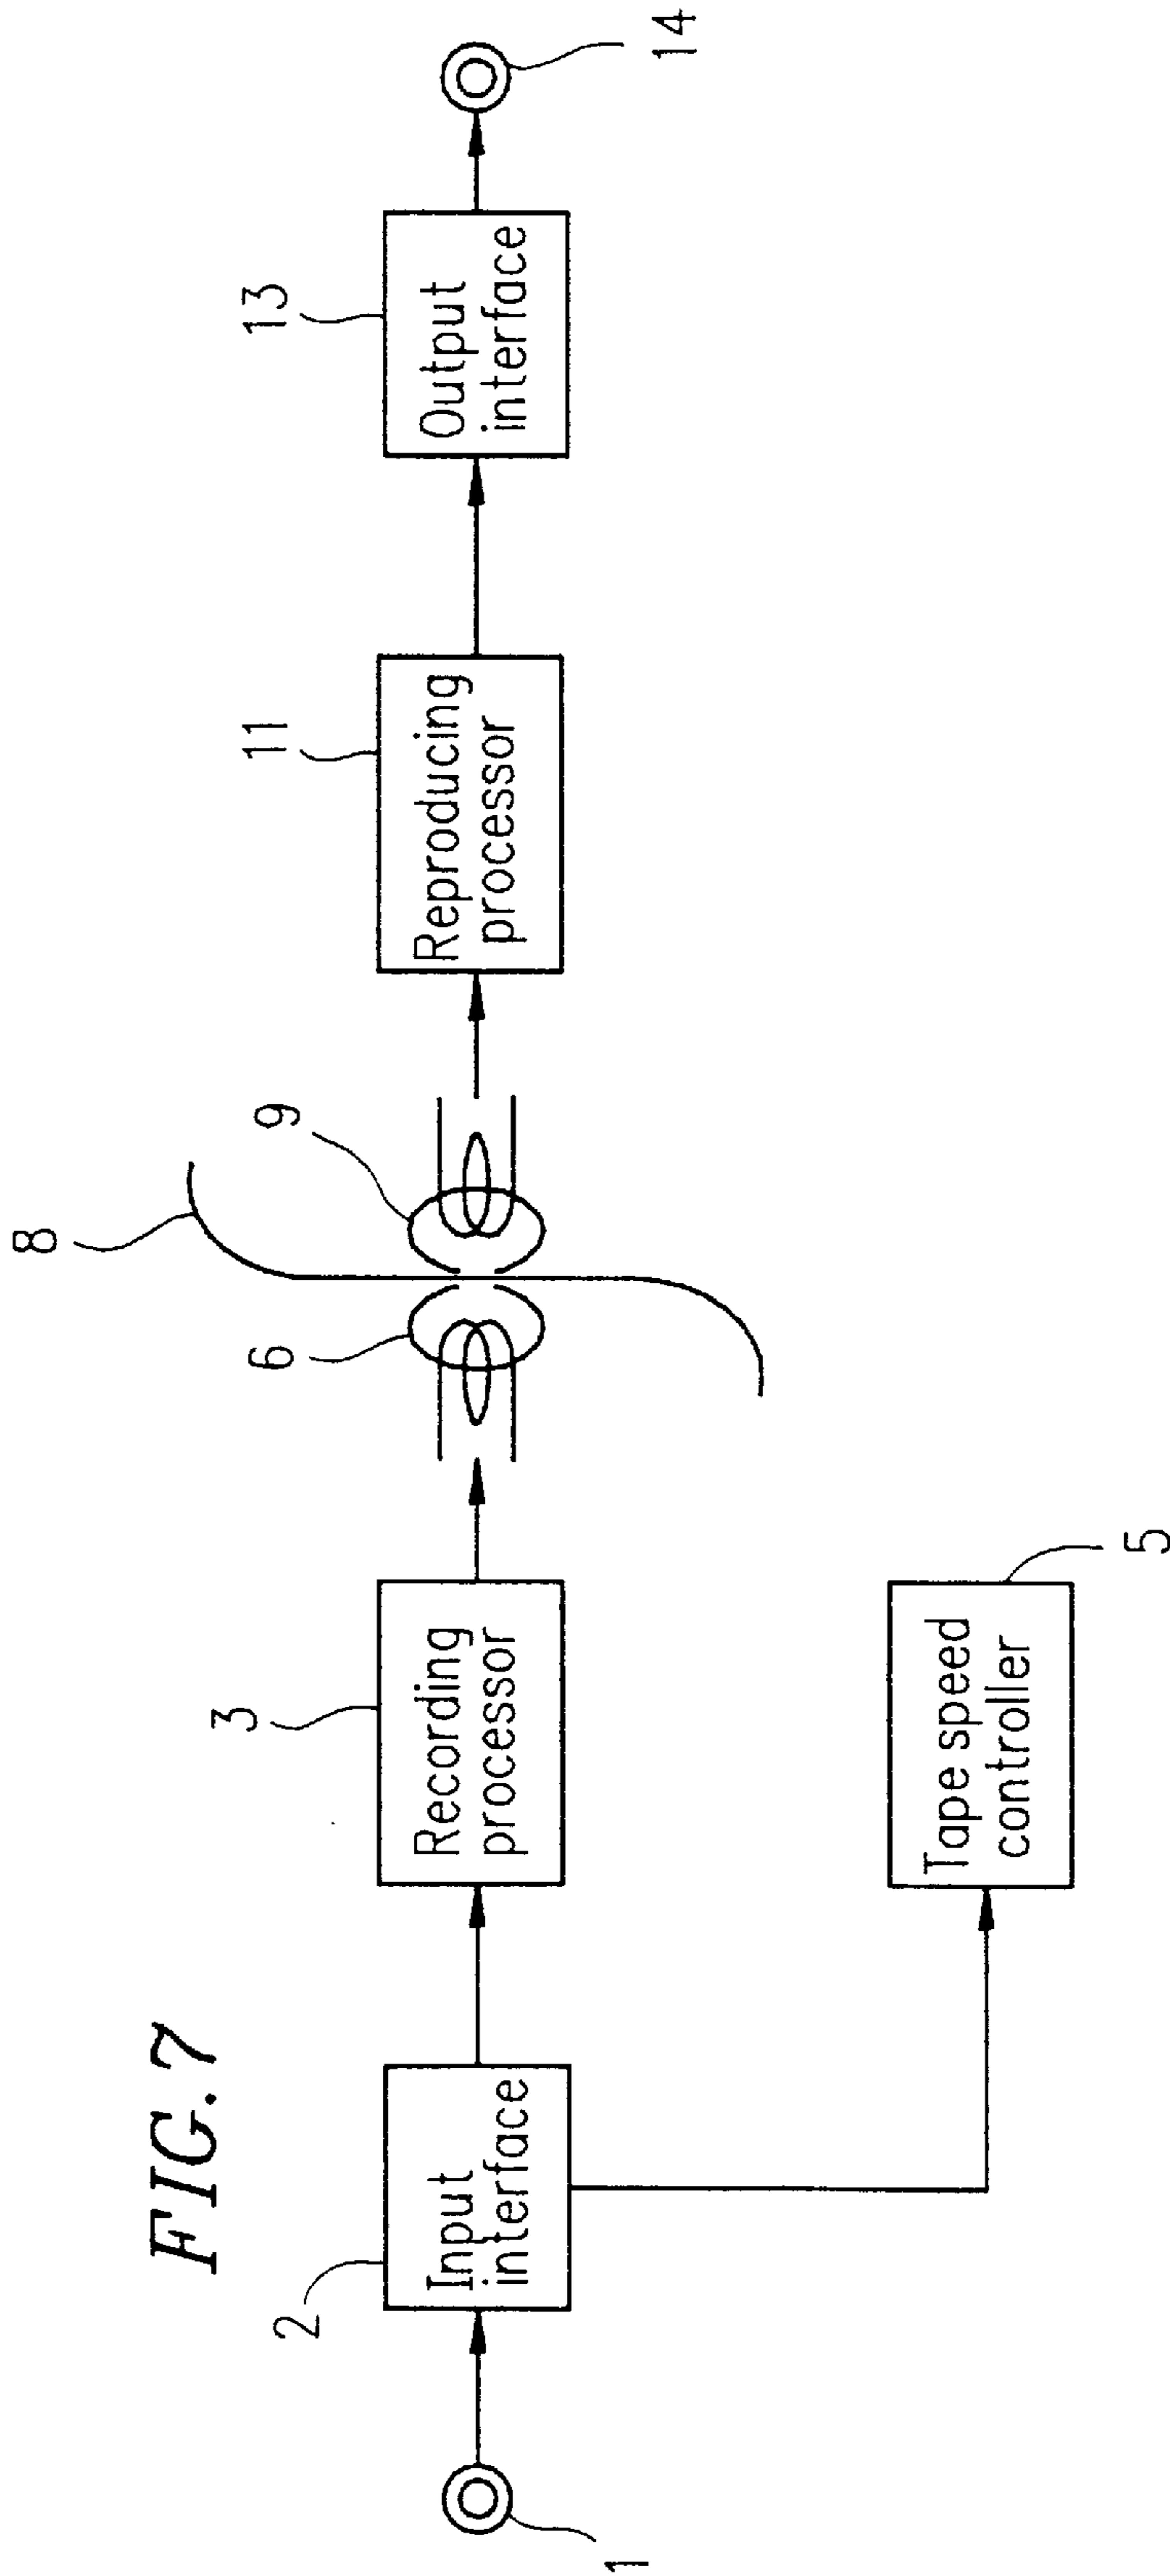 FIG.7
1
2
Input
interface
3
Recording
processor
5
Tape speed
controller
6
8
9
11
Reproducing
processor
13
Output
interface
14